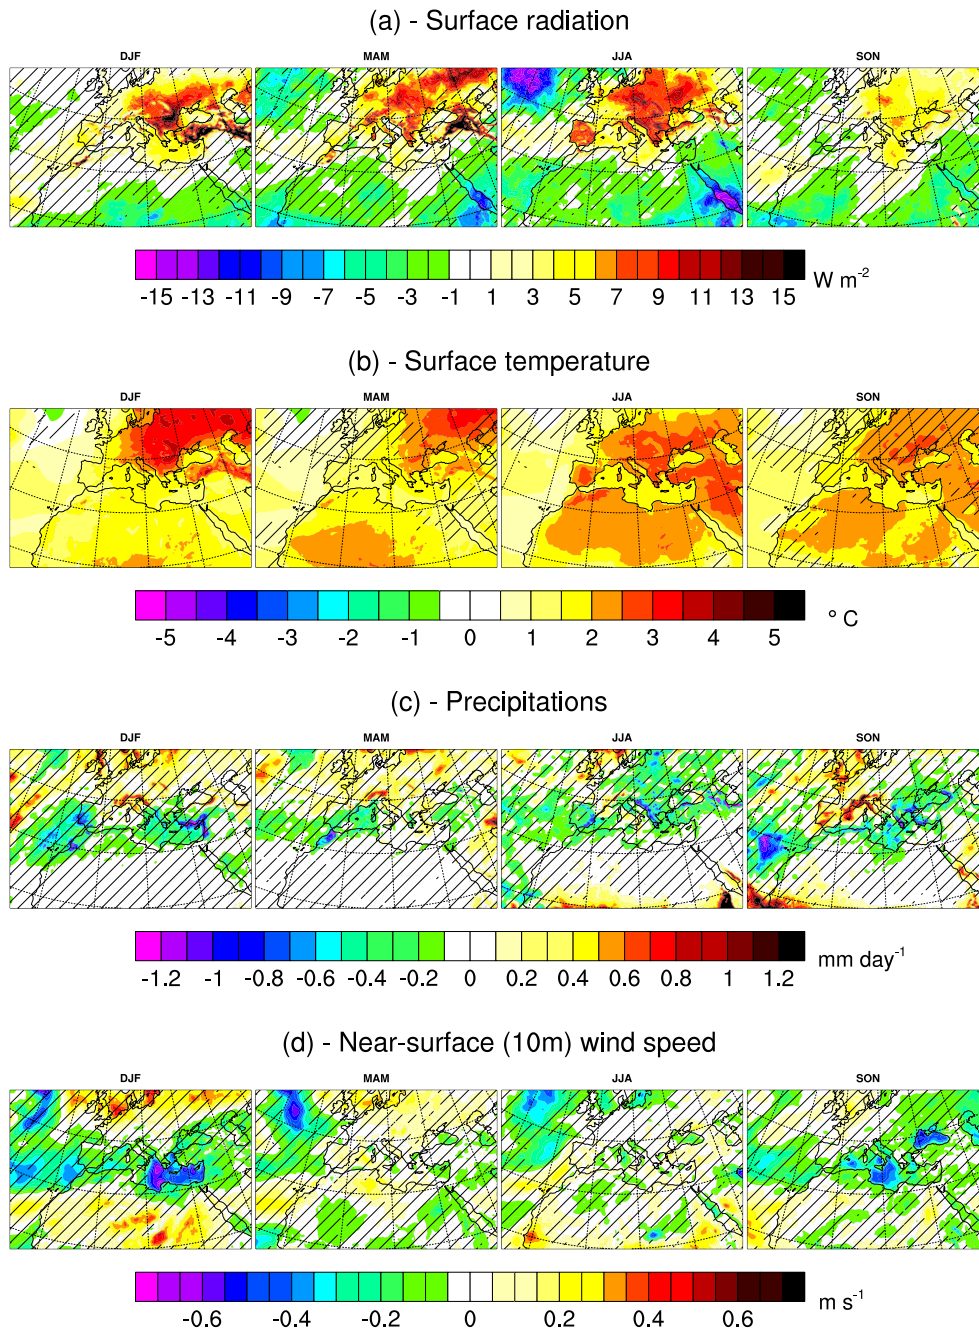 (a) - Surface radiation
DJF MAM JJA SON
-15 -13 -11 -9 -7 -5 -3 -1 1 3 5 7 9 11 13 15 W m⁻²
(b) - Surface temperature
DJF MAM JJA SON
-5 -4 -3 -2 -1 0 1 2 3 4 5 ° C
(c) - Precipitations
DJF MAM JJA SON
-1.2 -1 -0.8 -0.6 -0.4 -0.2 0 0.2 0.4 0.6 0.8 1 1.2 mm day⁻¹
(d) - Near-surface (10m) wind speed
DJF MAM JJA SON
-0.6 -0.4 -0.2 0 0.2 0.4 0.6 m s⁻¹